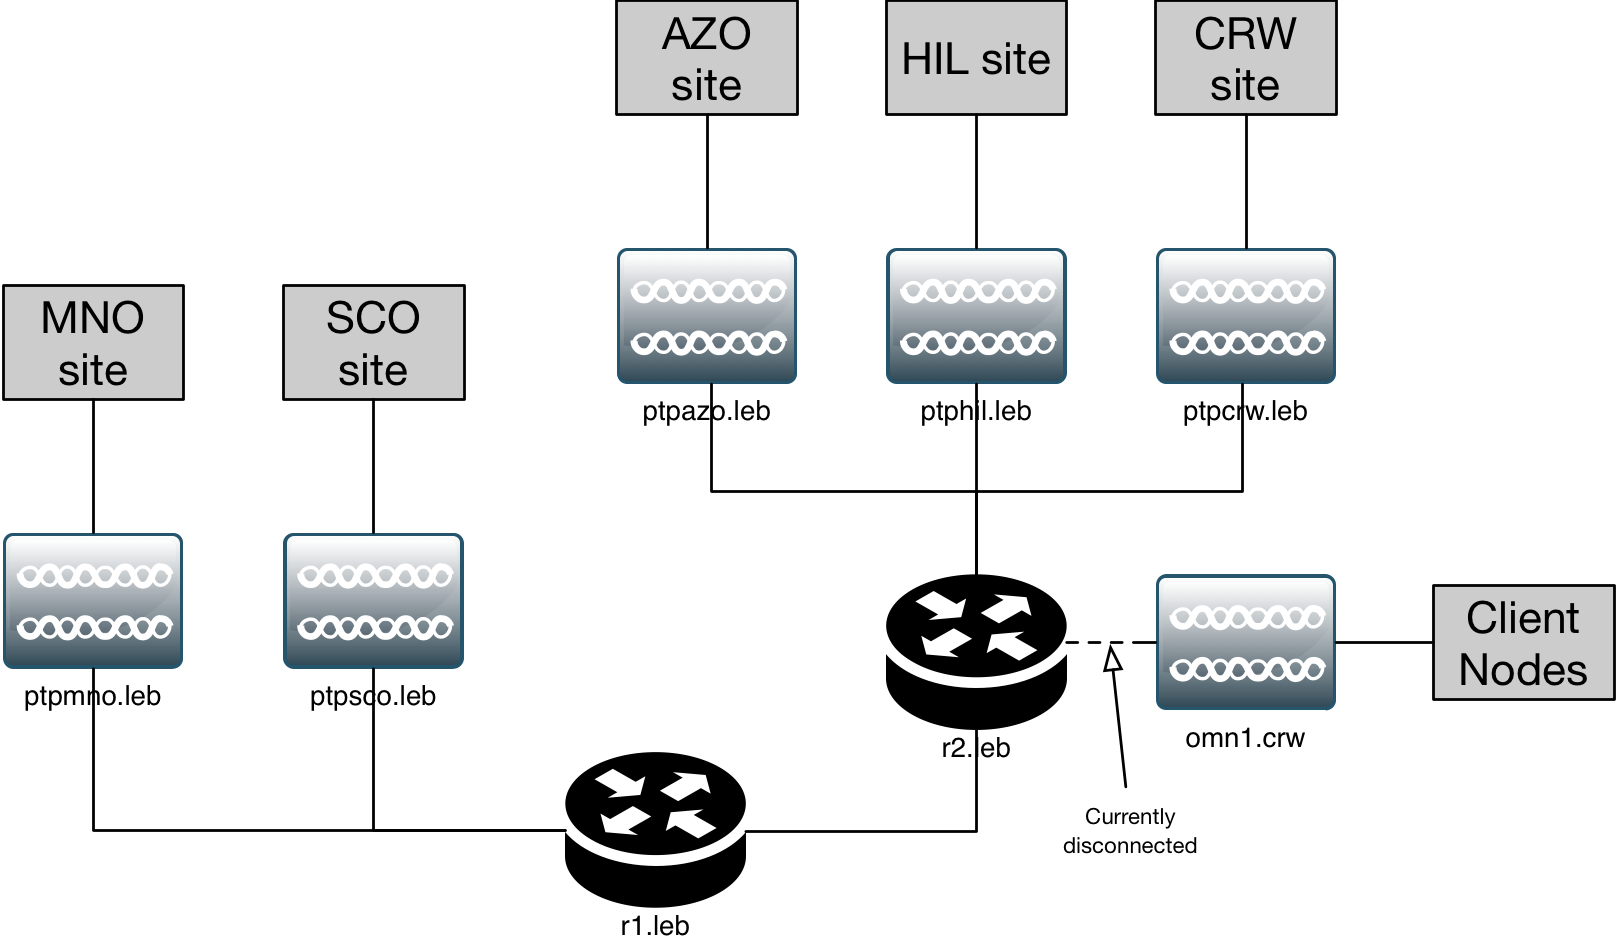 AZO
site
HIL site
CRW
site
MNO
site
SCO
site
ptpazo.leb
ptphil.leb
ptpcrw.leb
Client
Nodes
ptpmno.leb
ptpsco.leb
r2.leb
omn1.crw
Currently
disconnected
r1.leb